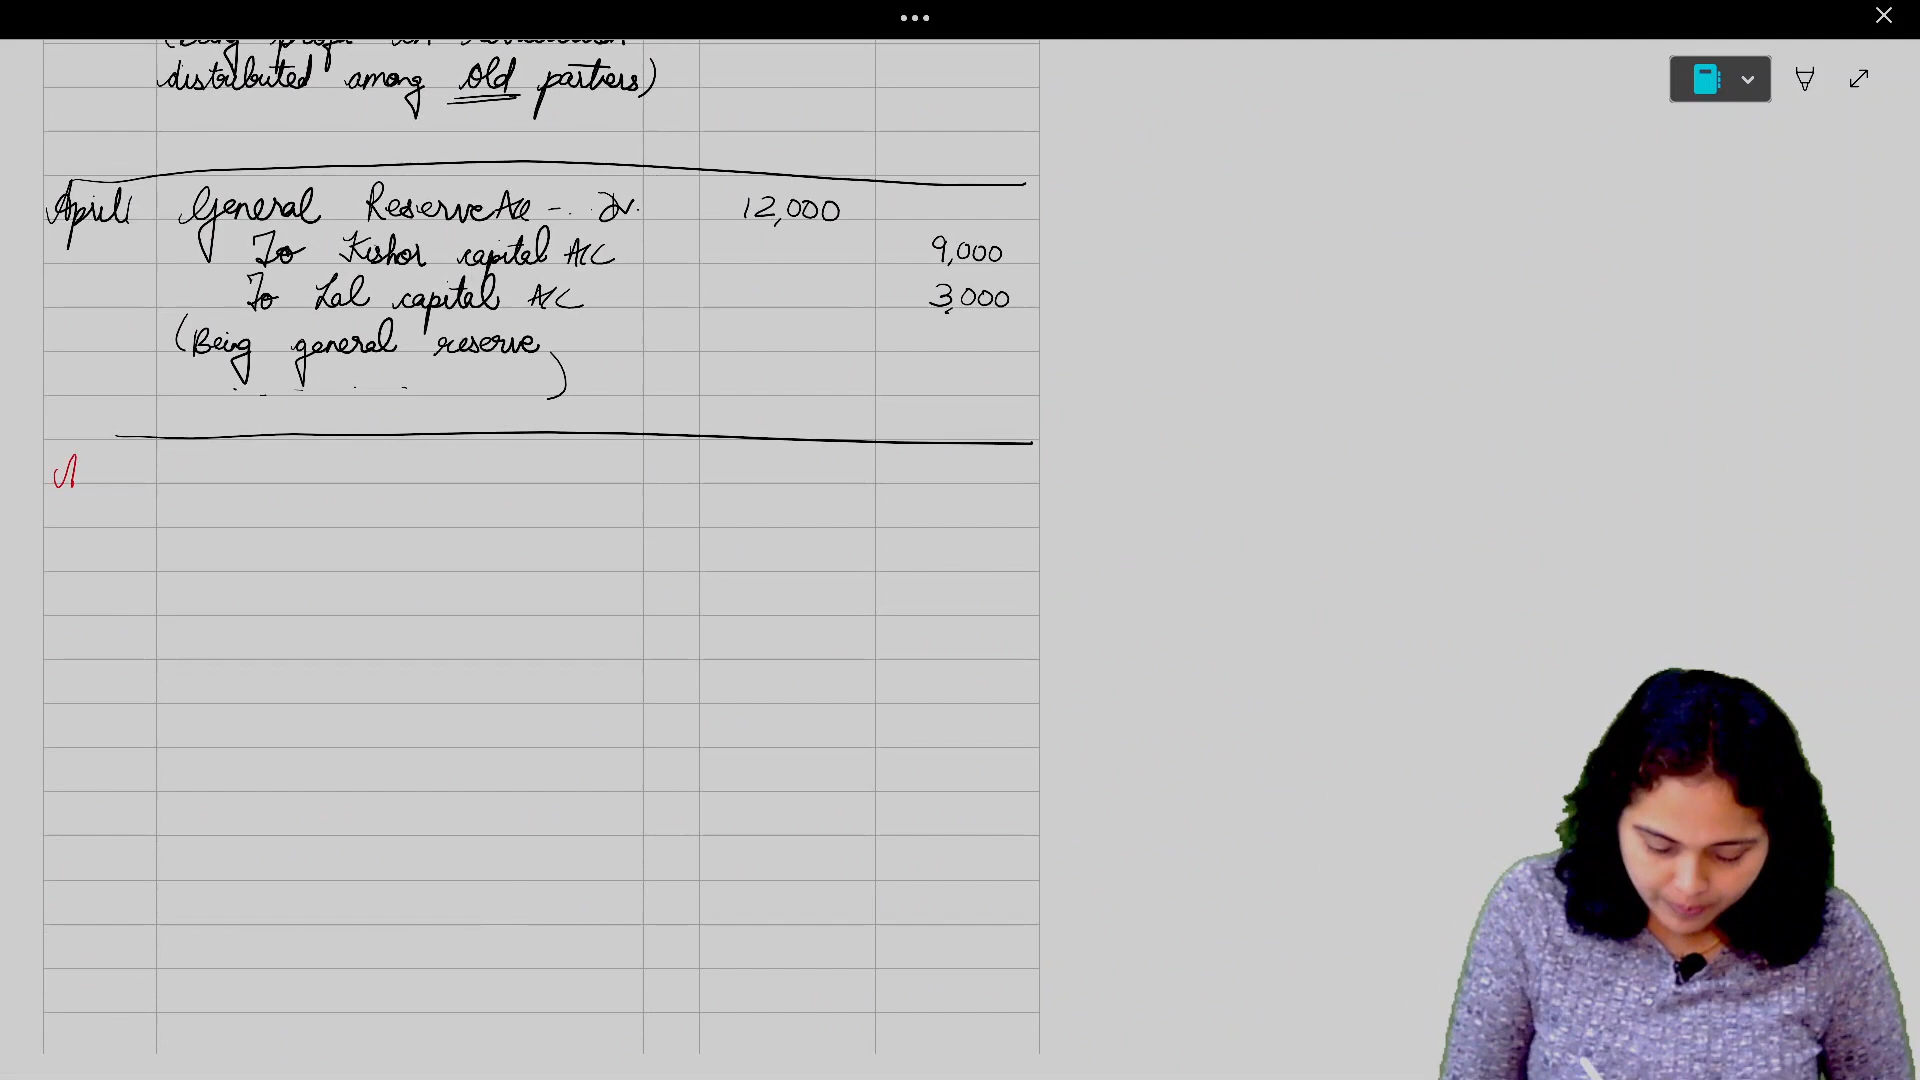 distributed among old partners)
April 1 General Reserve A/c - .. Dr. 12,000
To Kishor capital A/C 9,000
To Lal capital A/C 3,000
(Being general reserve
)